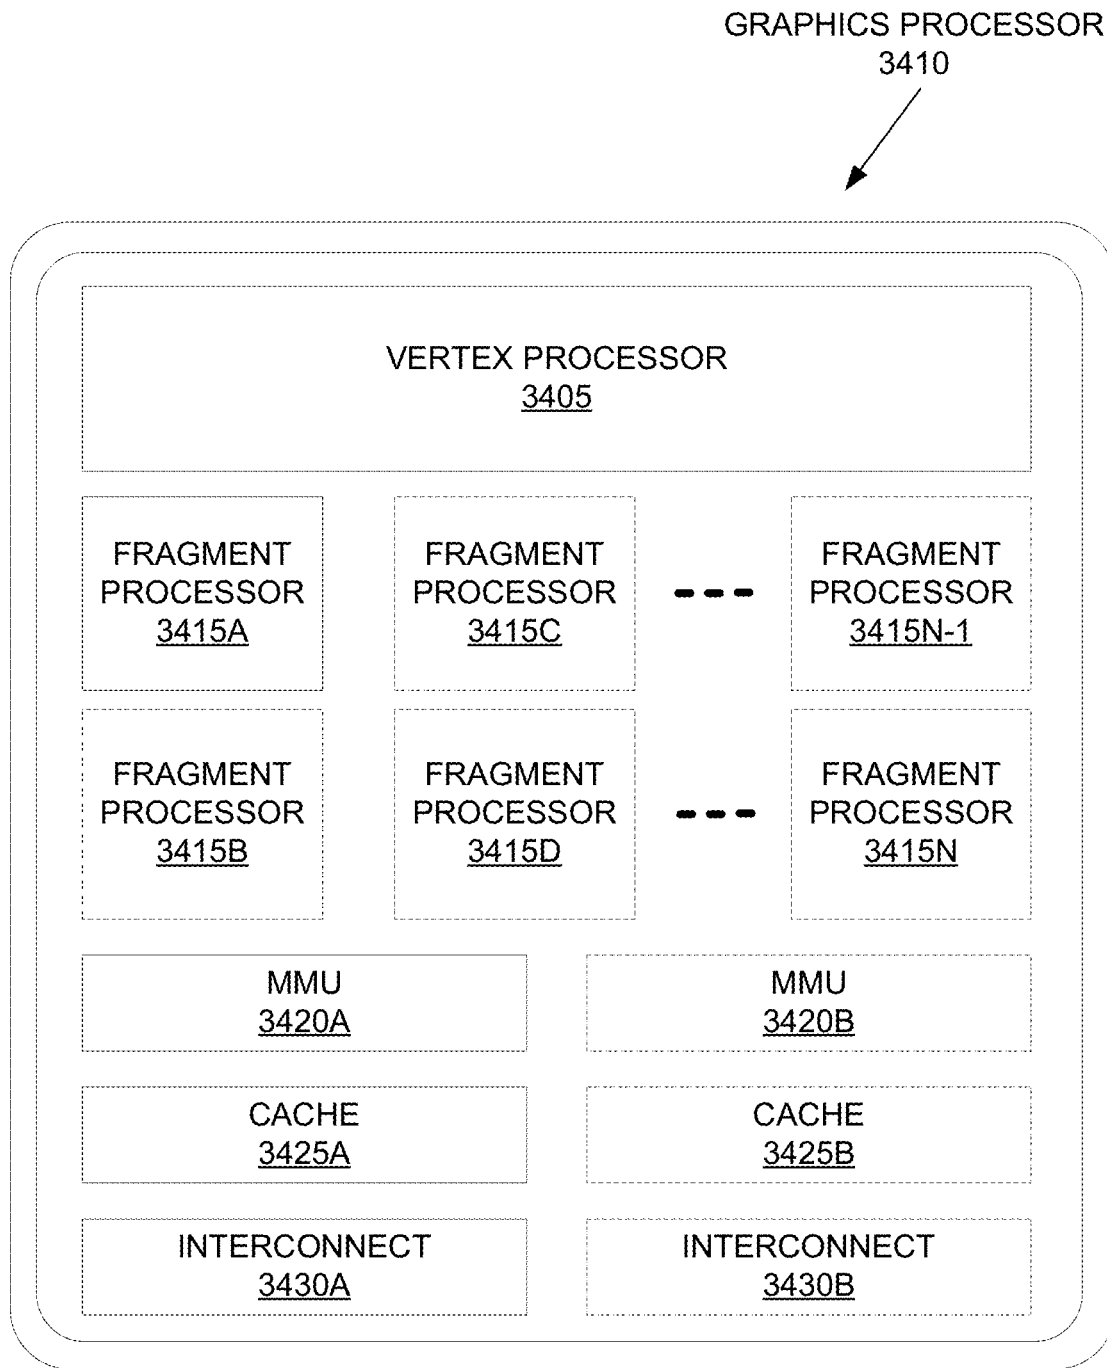 GRAPHICS PROCESSOR
3410
VERTEX PROCESSOR
3405
FRAGMENT
PROCESSOR
3415A
FRAGMENT
PROCESSOR
3415C
FRAGMENT
PROCESSOR
3415N-1
FRAGMENT
PROCESSOR
3415B
FRAGMENT
PROCESSOR
3415D
FRAGMENT
PROCESSOR
3415N
MMU
3420A
MMU
3420B
CACHE
3425A
CACHE
3425B
INTERCONNECT
3430A
INTERCONNECT
3430B